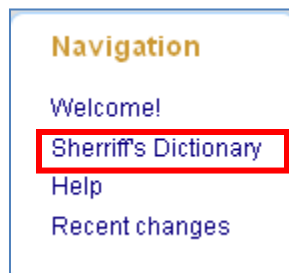 Navigation
Welcome!
Sherriff's Dictionary
Help
Recent changes